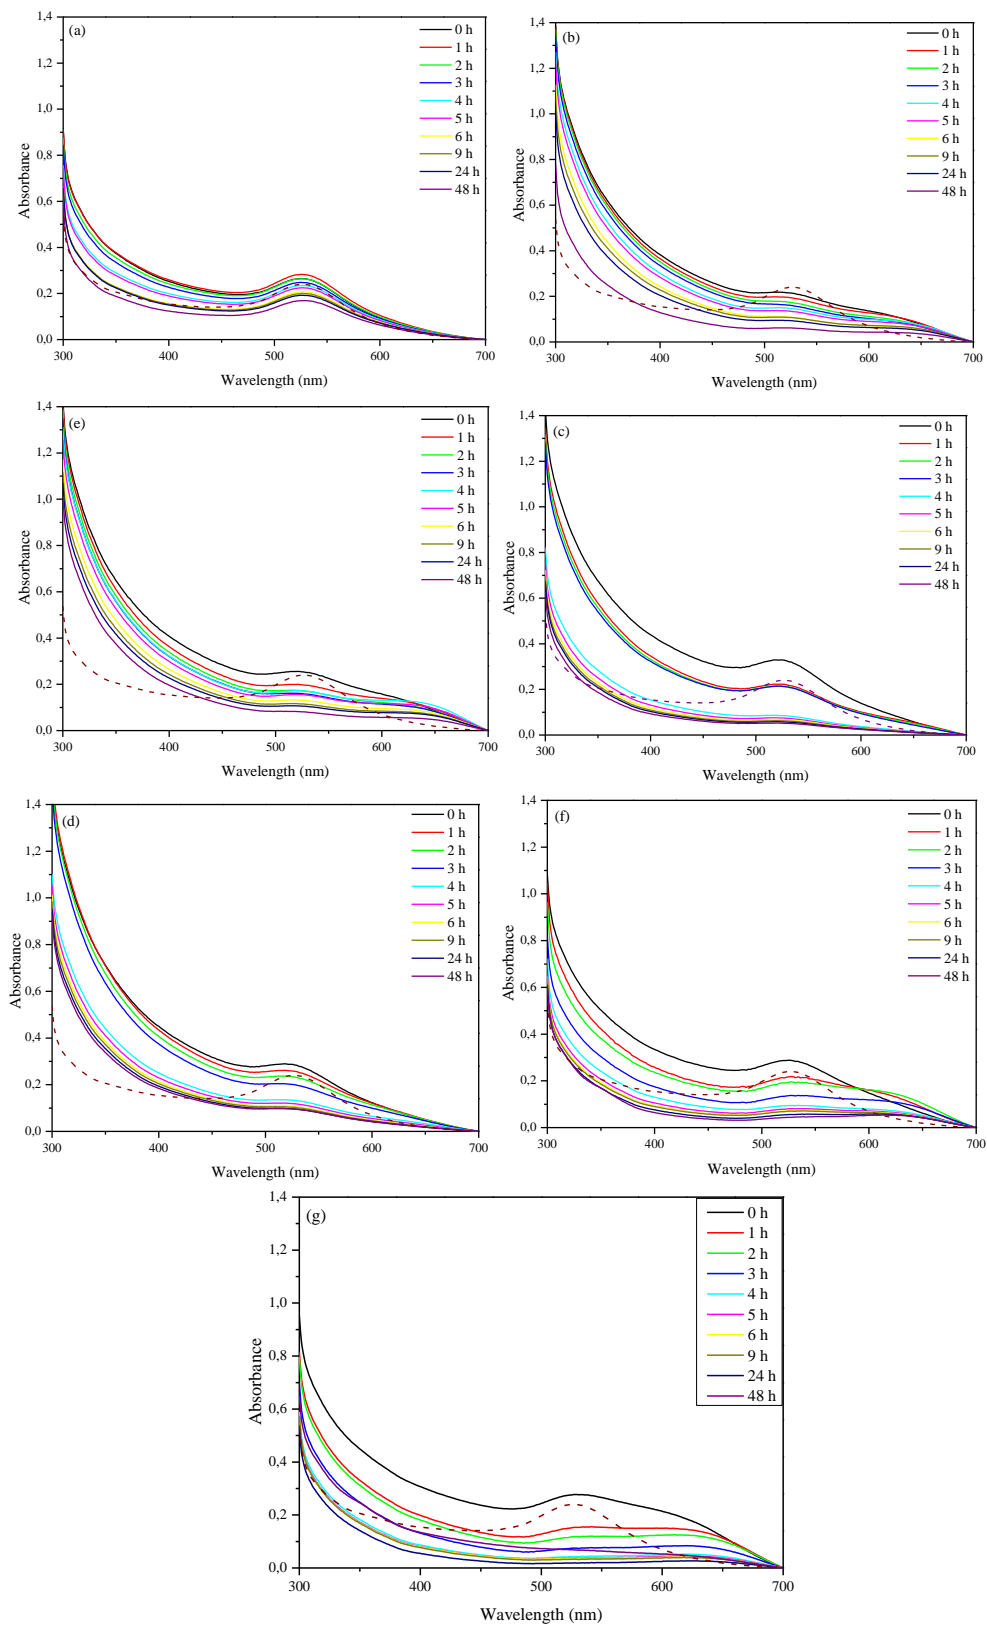 (a)
0 h
1 h
2 h
3 h
4 h
5 h
6 h
9 h
24 h
48 h
1,4
1,2
1,0
0,8
0,6
0,4
0,2
0,0
300 400 500 600 700
Absorbance
Wavelength (nm)
(b)
0 h
1 h
2 h
3 h
4 h
5 h
6 h
9 h
24 h
48 h
1,4
1,2
1,0
0,8
0,6
0,4
0,2
0,0
300 400 500 600 700
Absorbance
Wavelength (nm)
(e)
0 h
1 h
2 h
3 h
4 h
5 h
6 h
9 h
24 h
48 h
1,4
1,2
1,0
0,8
0,6
0,4
0,2
0,0
300 400 500 600 700
Absorbance
Wavelength (nm)
(c)
0 h
1 h
2 h
3 h
4 h
5 h
6 h
9 h
24 h
48 h
1,4
1,2
1,0
0,8
0,6
0,4
0,2
0,0
300 400 500 600 700
Absorbance
Wavelength (nm)
(d)
0 h
1 h
2 h
3 h
4 h
5 h
6 h
9 h
24 h
48 h
1,4
1,2
1,0
0,8
0,6
0,4
0,2
0,0
300 400 500 600 700
Absorbance
Wavelength (nm)
(f)
0 h
1 h
2 h
3 h
4 h
5 h
6 h
9 h
24 h
48 h
1,4
1,2
1,0
0,8
0,6
0,4
0,2
0,0
300 400 500 600 700
Absorbance
Wavelength (nm)
(g)
0 h
1 h
2 h
3 h
4 h
5 h
6 h
9 h
24 h
48 h
1,4
1,2
1,0
0,8
0,6
0,4
0,2
0,0
300 400 500 600 700
Absorbance
Wavelength (nm)